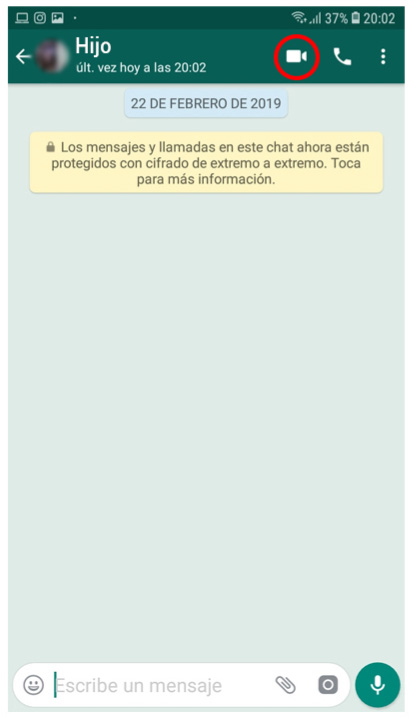 37% 20:02
Hijo
últ. vez hoy a las 20:02
22 DE FEBRERO DE 2019
Los mensajes y llamadas en este chat ahora están
protegidos con cifrado de extremo a extremo. Toca
para más información.
Escribe un mensaje